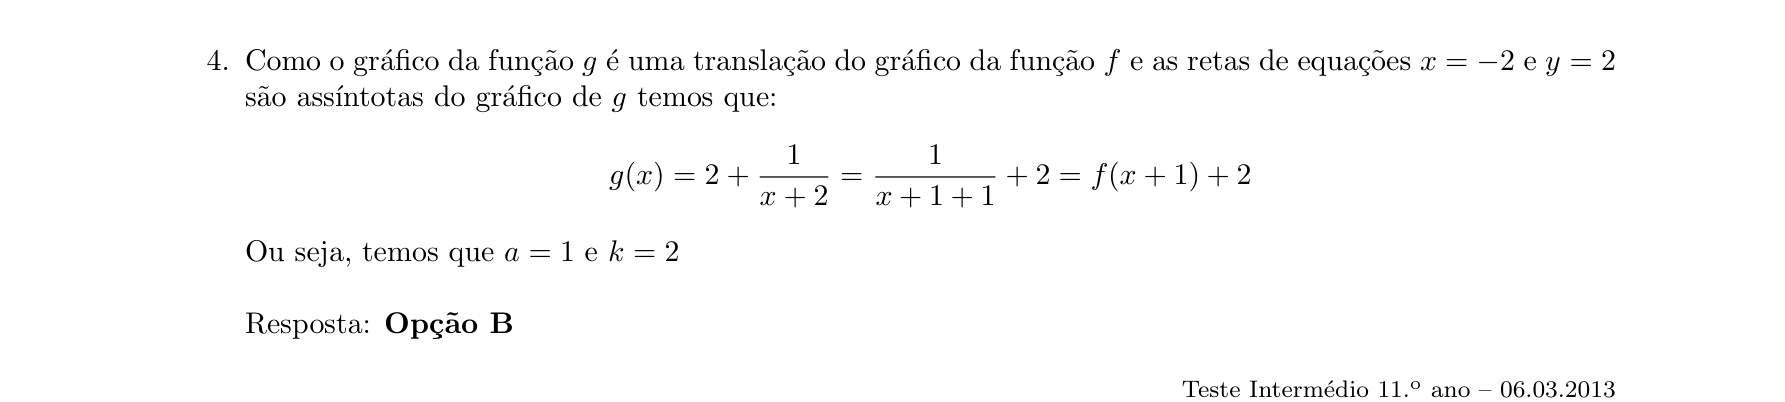 4. Como o gráfico da função g é uma translação do gráfico da função f e as retas de equações x = −2 e y = 2
são assíntotas do gráfico de g temos que:
g(x) = 2 + 1/(x + 2) = 1/(x + 1 + 1) + 2 = f(x + 1) + 2
Ou seja, temos que a = 1 e k = 2
Resposta: Opção B
Teste Intermédio 11.º ano – 06.03.2013